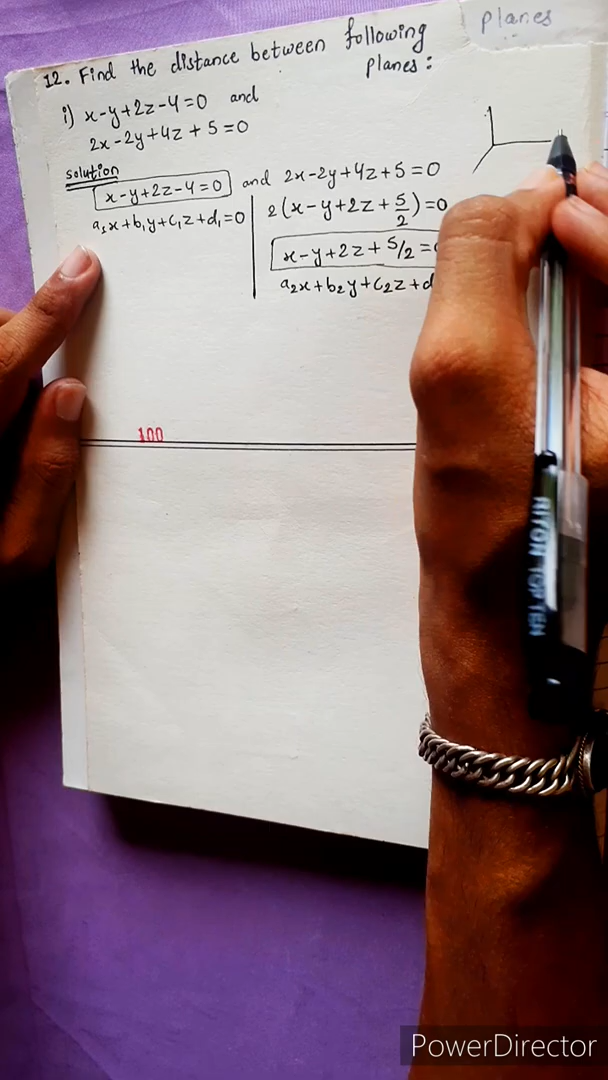 planes
12. Find the distance between following
planes :
i) x-y+2z-4=0 and
2x-2y+4z+5=0
solution
x-y+2z-4=0 and 2x-2y+4z+5=0
a₁x+b₁y+c₁z+d₁=0
2(x-y+2z+5/2)=0
x-y+2z+5/2=
a₂x+b₂y+c₂z+d
100
TOP TEN
PowerDirector